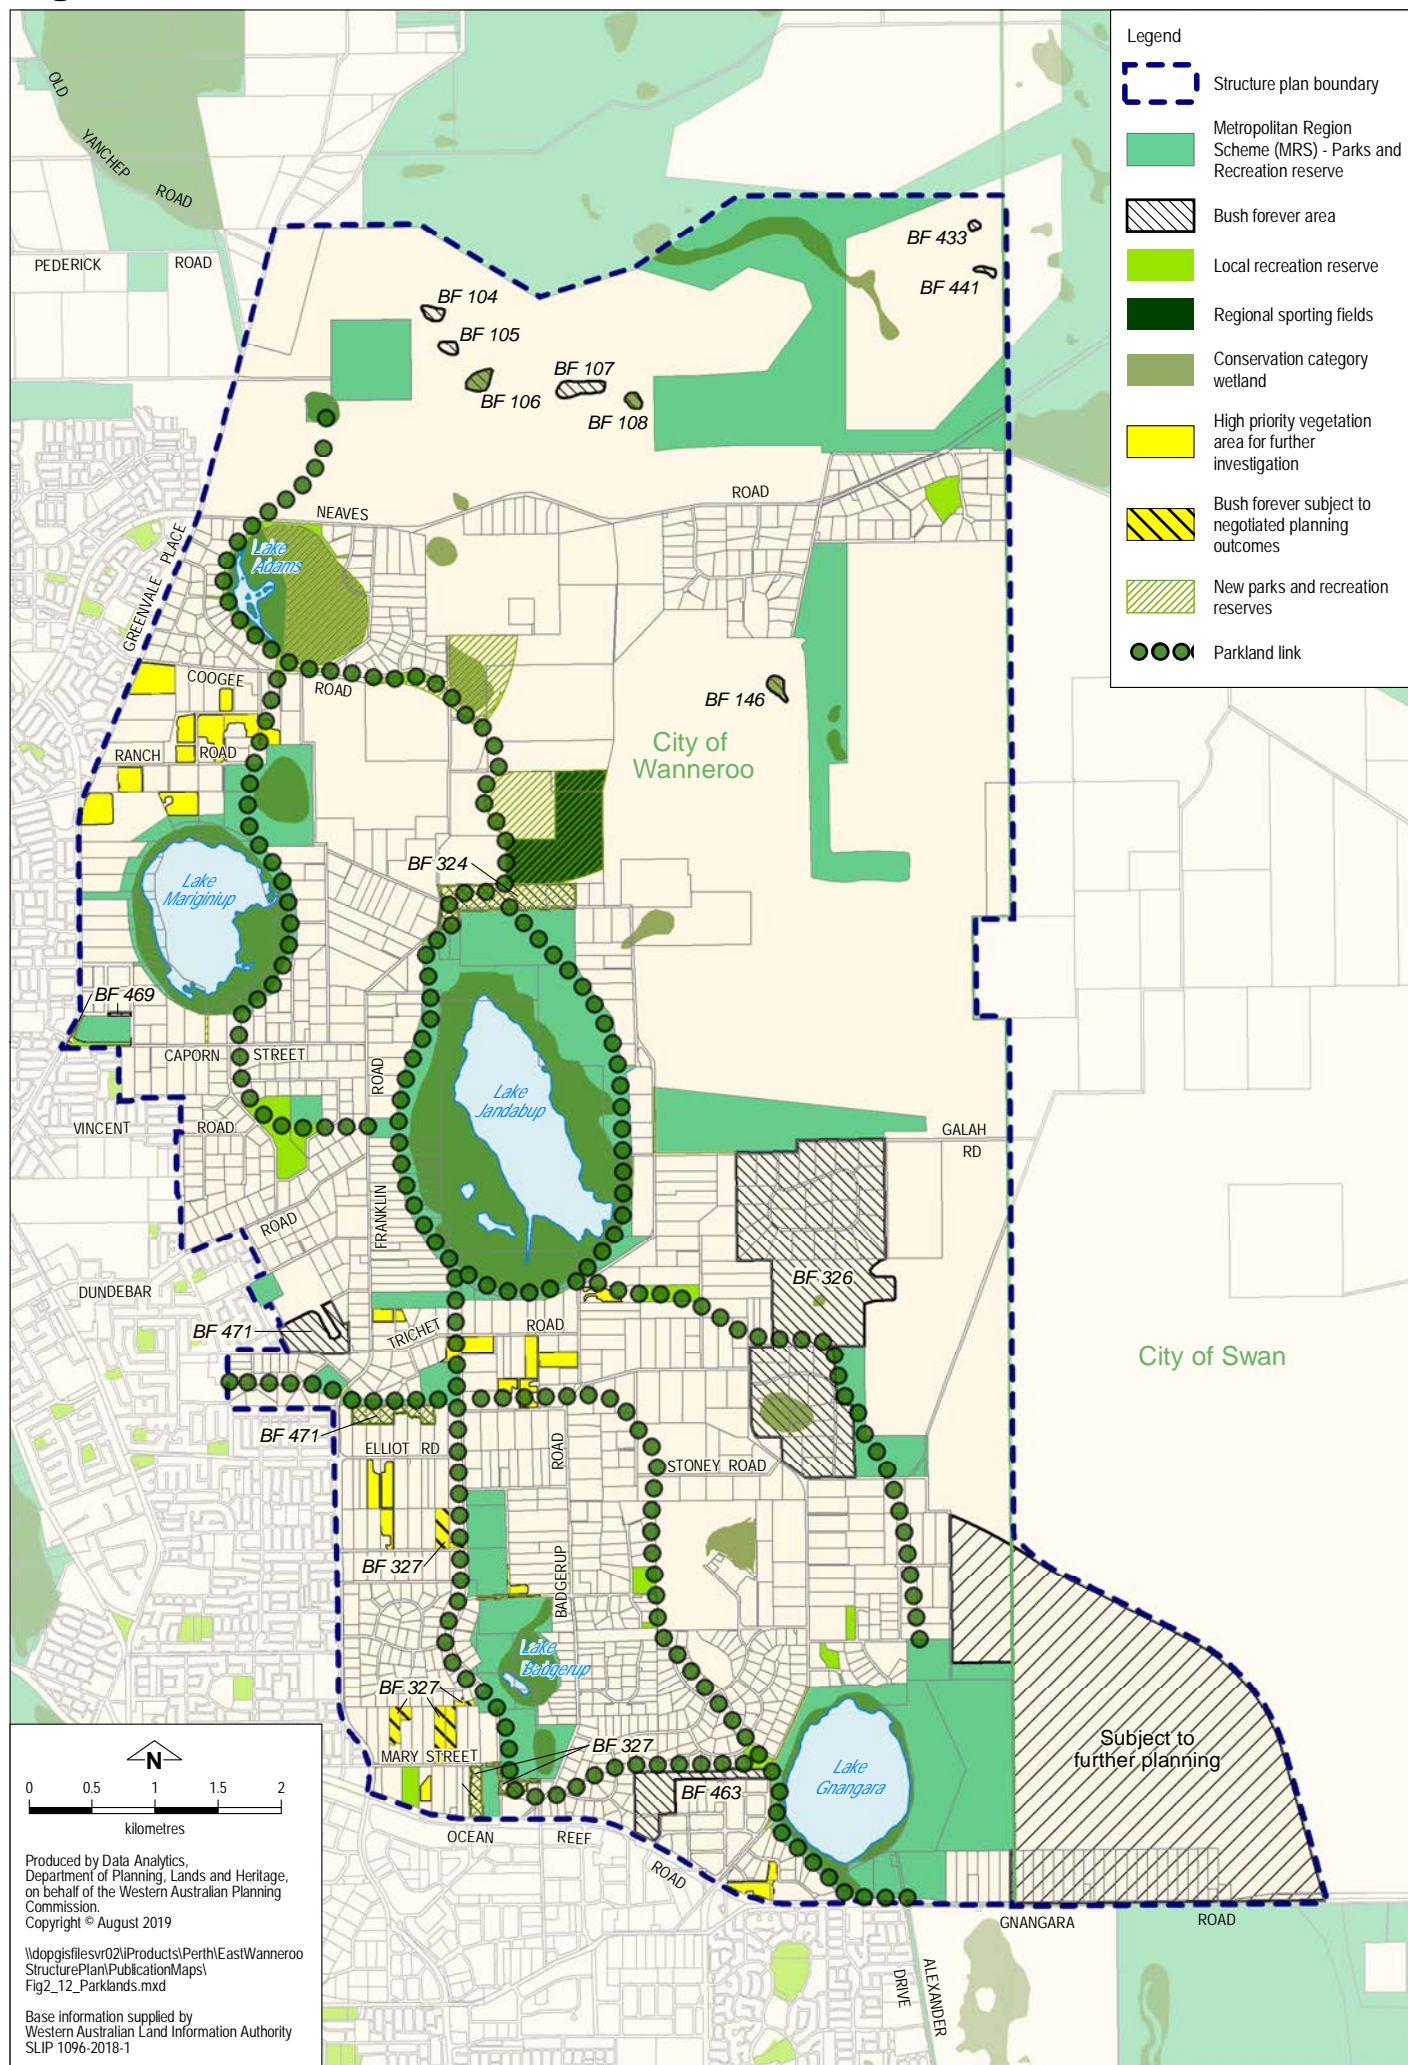 Legend
Structure plan boundary
Metropolitan Region
Scheme (MRS) - Parks and
Recreation reserve
Bush forever area
Local recreation reserve
Regional sporting fields
Conservation category
wetland
High priority vegetation
area for further
investigation
Bush forever subject to
negotiated planning
outcomes
New parks and recreation
reserves
Parkland link
OLD
YANCHEP
ROAD
PEDERICK ROAD
BF 433
BF 441
BF 104
BF 105
BF 106
BF 107
BF 108
NEAVES
ROAD
GREENVALE PLACE
Lake
Adams
COOGEE
ROAD
BF 146
RANCH ROAD
City of
Wanneroo
BF 324
Lake
Mariginiup
BF 469
CAPORN STREET
ROAD
FRANKLIN
Lake
Jandabup
VINCENT ROAD
GALAH
RD
ROAD
DUNDEBAR
BF 326
BF 471
TRICHET
ROAD
City of Swan
BF 471
ELLIOT RD
ROAD
BADGERUP
STONEY ROAD
BF 327
Lake
Badgerup
BF 327
MARY STREET
BF 327
BF 463
Lake
Gnangara
Subject to
further planning
OCEAN REEF
ROAD
GNANGARA ROAD
ALEXANDER
DRIVE
N
0 0.5 1 1.5 2
kilometres
Produced by Data Analytics,
Department of Planning, Lands and Heritage,
on behalf of the Western Australian Planning
Commission.
Copyright © August 2019
\\dopgisfilesvr02\iProducts\Perth\EastWanneroo
StructurePlan\PublicationMaps\
Fig2_12_Parklands.mxd
Base information supplied by
Western Australian Land Information Authority
SLIP 1096-2018-1